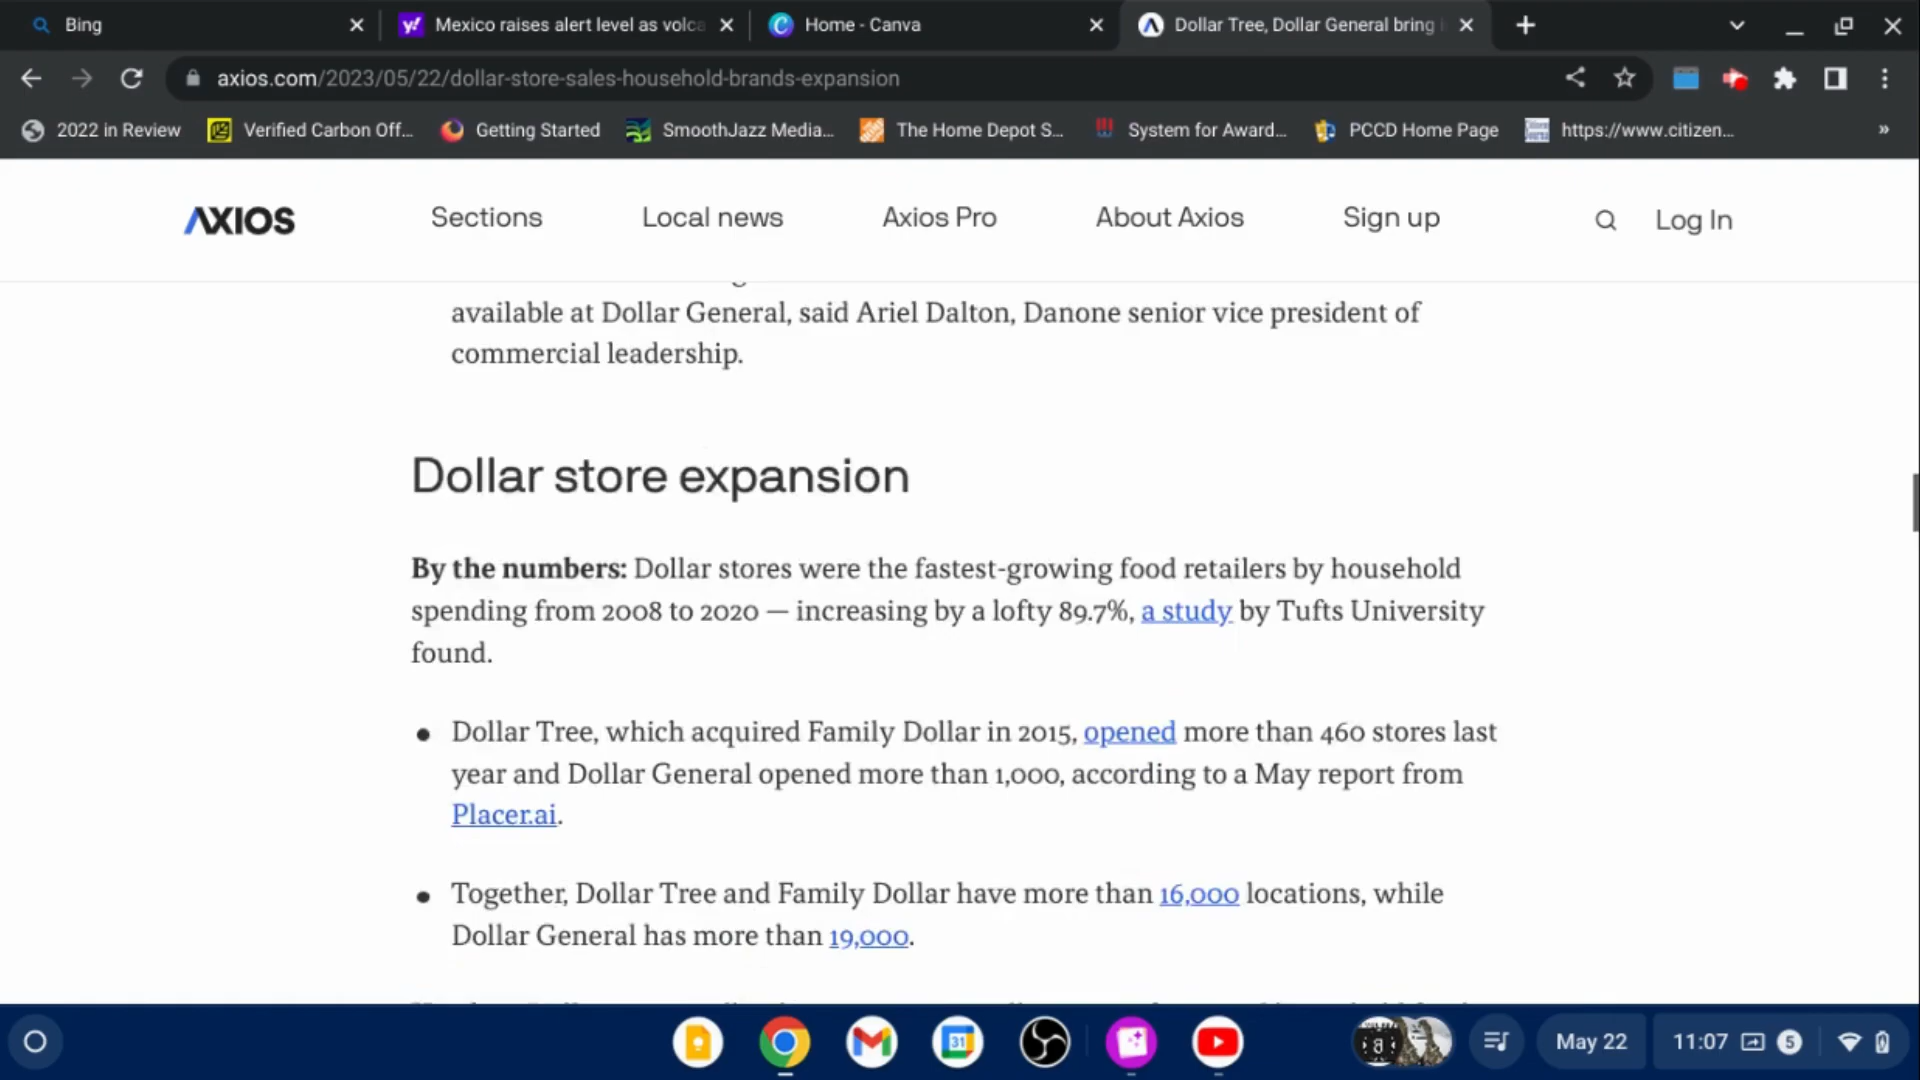 Bing
Mexico raises alert level as volca
Home - Canva
Dollar Tree, Dollar General bring
axios.com/2023/05/22/dollar-store-sales-household-brands-expansion
2022 in Review
Verified Carbon Off...
Getting Started
SmoothJazz Media...
The Home Depot S...
System for Award...
PCCD Home Page
https://www.citizen...
»
AXIOS
Sections
Local news
Axios Pro
About Axios
Sign up
Log In
available at Dollar General, said Ariel Dalton, Danone senior vice president of
commercial leadership.
Dollar store expansion
By the numbers: Dollar stores were the fastest-growing food retailers by household
spending from 2008 to 2020 — increasing by a lofty 89.7%, a study by Tufts University
found.
● Dollar Tree, which acquired Family Dollar in 2015, opened more than 460 stores last
year and Dollar General opened more than 1,000, according to a May report from
Placer.ai.
● Together, Dollar Tree and Family Dollar have more than 16,000 locations, while
Dollar General has more than 19,000.
31
8
May 22
11:07
5